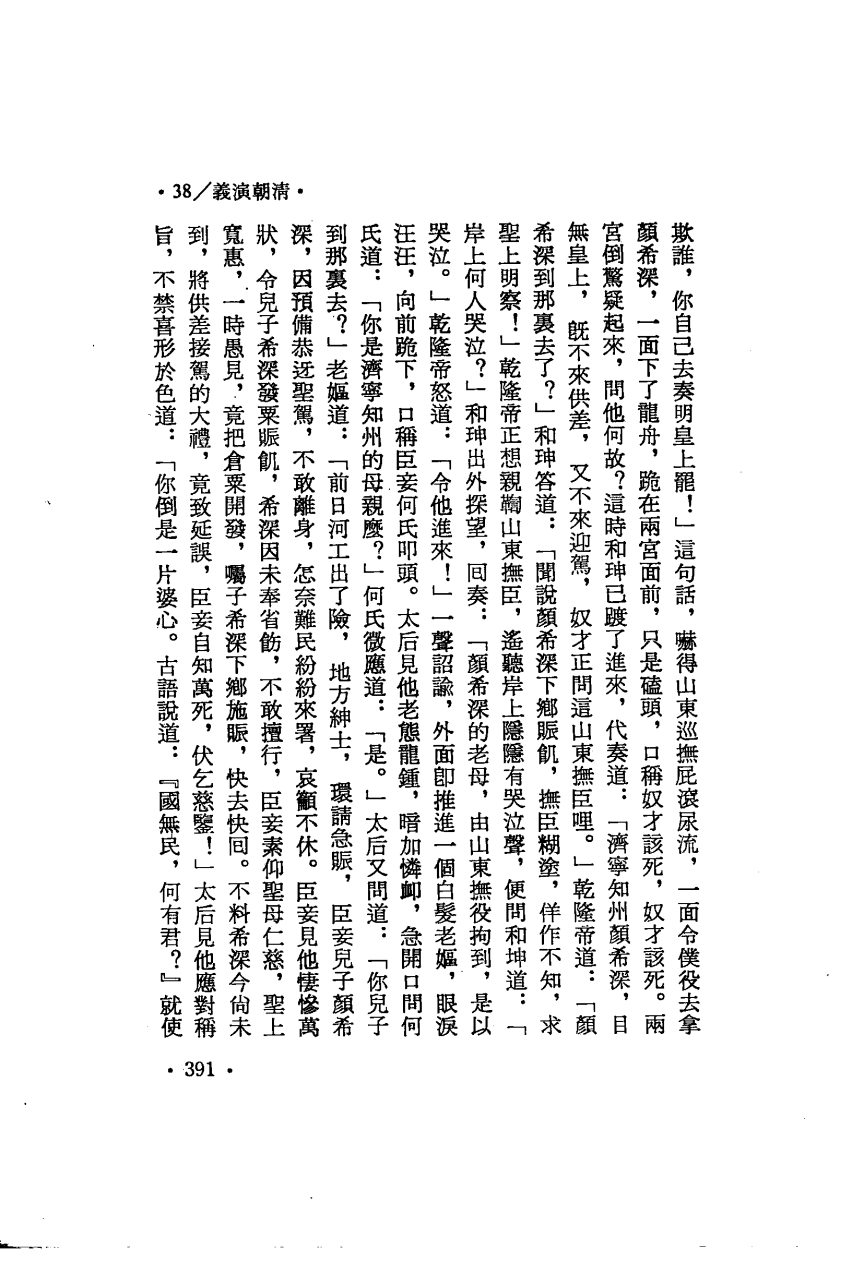 ・38／義演朝清・
欺誰，你自己去奏明皇上罷！」這句話，嚇得山東巡撫屁滾尿流，一面令僕役去拿
顏希深，一面下了龍舟，跪在兩宮面前，只是磕頭，口稱奴才該死，奴才該死。兩
宮倒驚疑起來，問他何故？這時和珅已踱了進來，代奏道：「濟寧知州顏希深，目
無皇上，既不來供差，又不來迎駕，奴才正問這山東撫臣哩。」乾隆帝道：「顏
希深到那裏去了？」和珅答道：「聞說顏希深下鄉賑飢，撫臣糊塗，佯作不知，求
聖上明察！」乾隆帝正想親鞫山東撫臣，遙聽岸上隱隱有哭泣聲，便問和坤道：「
岸上何人哭泣？」和珅出外探望，回奏：「顏希深的老母，由山東撫役拘到，是以
哭泣。」乾隆帝怒道：「令他進來！」一聲詔諭，外面卽推進一個白髮老嫗，眼淚
汪汪，向前跪下，口稱臣妾何氏叩頭。太后見他老態龍鍾，暗加憐卹，急開口問何
氏道：「你是濟寧知州的母親麼？」何氏微應道：「是。」太后又問道：「你兒子
到那裏去？」老嫗道：「前日河工出了險，地方紳士，環請急賑，臣妾兒子顏希
深，因預備恭迓聖駕，不敢離身，怎奈難民紛紛來署，哀籲不休。臣妾見他悽慘萬
狀，令兒子希深發粟賑飢，希深因未奉省飭，不敢擅行，臣妾素仰聖母仁慈，聖上
寬惠，一時愚見，竟把倉粟開發，囑子希深下鄉施賑，快去快回。不料希深今尙未
到，將供差接駕的大禮，竟致延誤，臣妾自知萬死，伏乞慈鑒！」太后見他應對稱
旨，不禁喜形於色道：「你倒是一片婆心。古語說道：『國無民，何有君？』就使
・391・